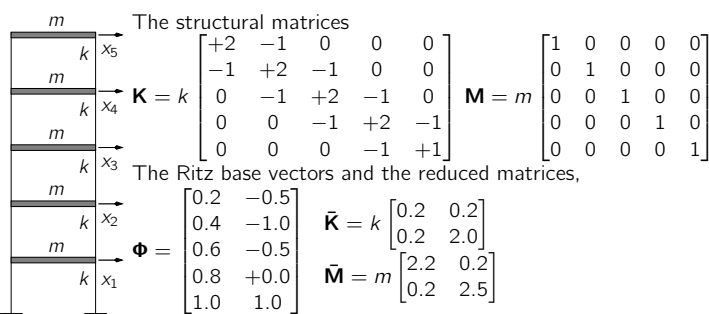 The structural matrices
m
k x₅
m
k x₄
m
k x₃
m
k x₂
m
k x₁
K = k [+2 −1 0 0 0
−1 +2 −1 0 0
0 −1 +2 −1 0
0 0 −1 +2 −1
0 0 0 −1 +1]
M = m [1 0 0 0 0
0 1 0 0 0
0 0 1 0 0
0 0 0 1 0
0 0 0 0 1]
The Ritz base vectors and the reduced matrices,
Φ = [0.2 −0.5
0.4 −1.0
0.6 −0.5
0.8 +0.0
1.0 1.0]
K̄ = k [0.2 0.2
0.2 2.0]
M̄ = m [2.2 0.2
0.2 2.5]